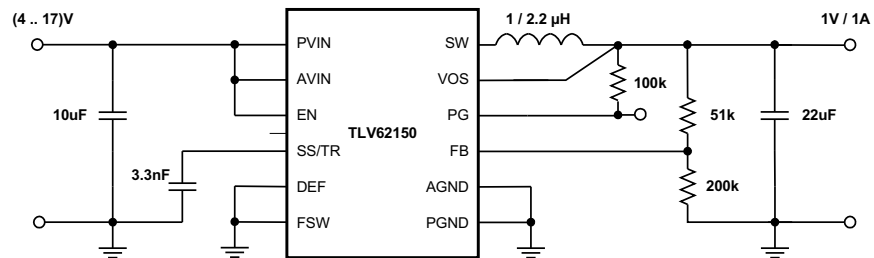 (4 .. 17)V
1 / 2.2 µH
1V / 1A
PVIN
SW
AVIN
VOS
100k
10uF
EN
PG
51k
22uF
TLV62150
SS/TR
FB
3.3nF
DEF
AGND
200k
FSW
PGND